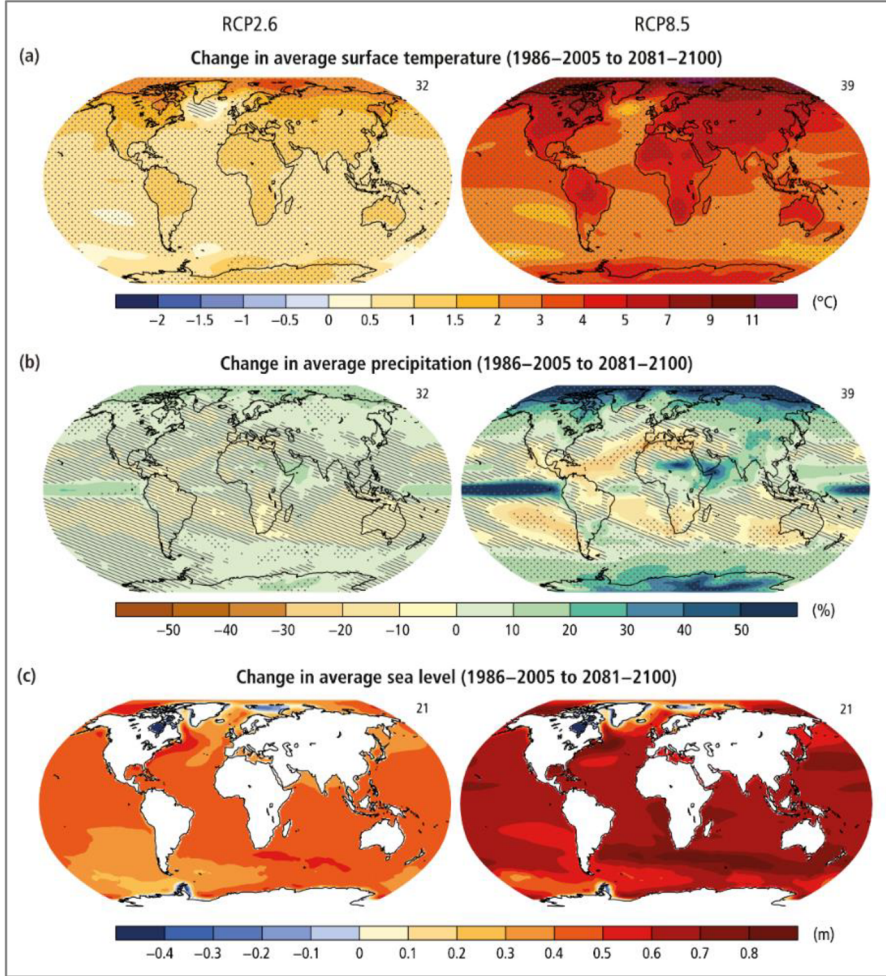 RCP2.6 RCP8.5
(a) Change in average surface temperature (1986–2005 to 2081–2100)
32 39
(°C)
−2 −1.5 −1 −0.5 0 0.5 1 1.5 2 3 4 5 7 9 11
(b) Change in average precipitation (1986–2005 to 2081–2100)
32 39
(%)
−50 −40 −30 −20 −10 0 10 20 30 40 50
(c) Change in average sea level (1986–2005 to 2081–2100)
21 21
(m)
−0.4 −0.3 −0.2 −0.1 0 0.1 0.2 0.3 0.4 0.5 0.6 0.7 0.8